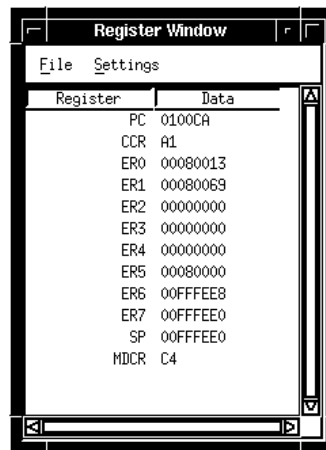 Register Window
File Settings
Register Data
PC 0100CA
CCR A1
ER0 00080013
ER1 00080069
ER2 00000000
ER3 00000000
ER4 00000000
ER5 00080000
ER6 00FFFEE8
ER7 00FFFEE0
SP 00FFFEE0
MDCR C4